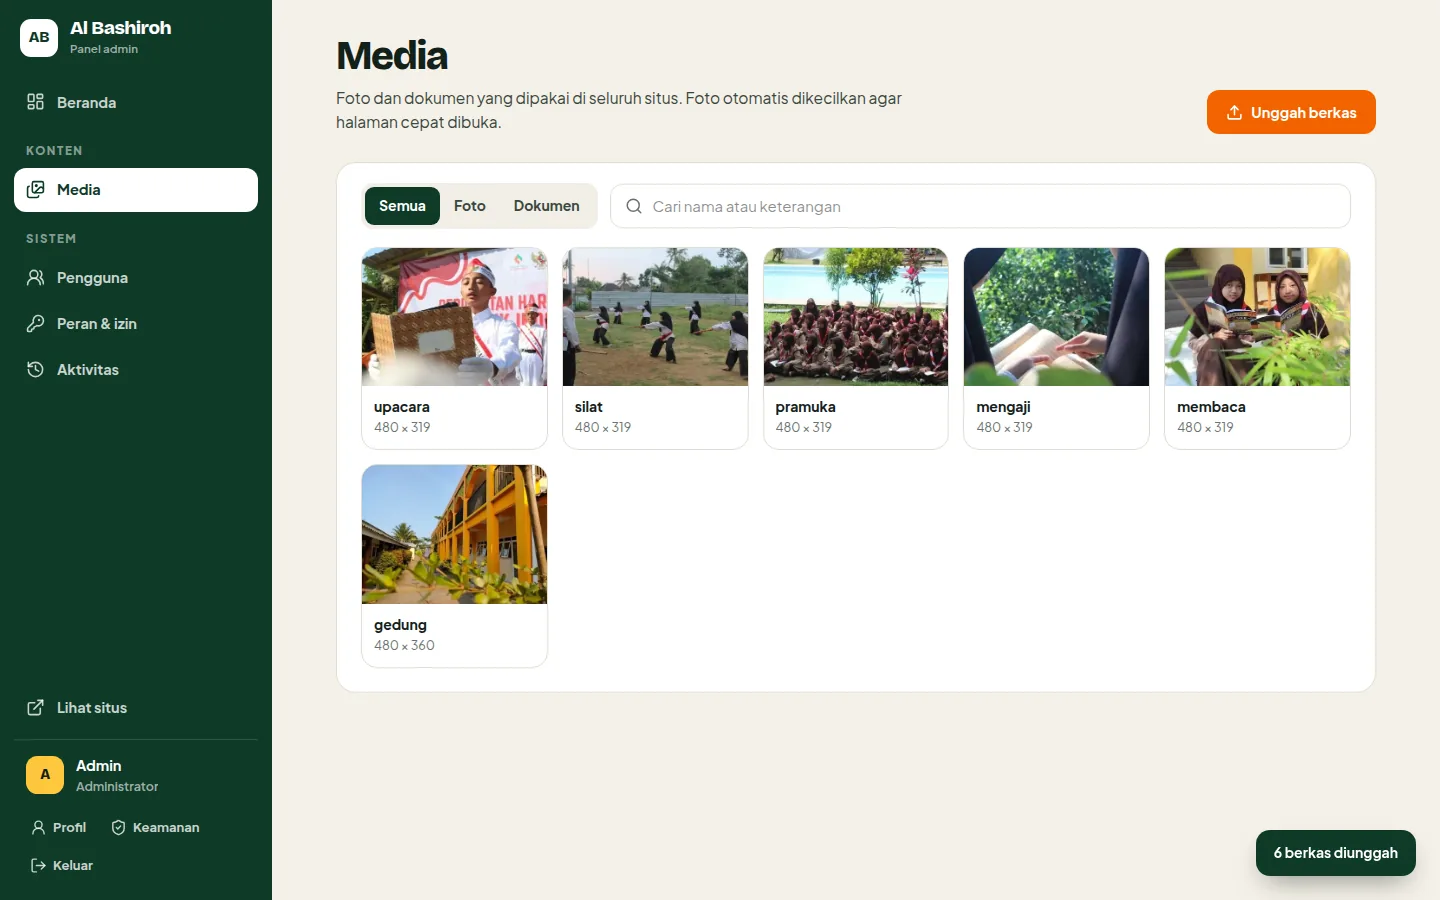 AB
Al Bashiroh
Panel admin
Beranda
KONTEN
Media
SISTEM
Pengguna
Peran & izin
Aktivitas
Lihat situs
A
Admin
Administrator
Profil
Keamanan
Keluar
Media
Foto dan dokumen yang dipakai di seluruh situs. Foto otomatis dikecilkan agar
halaman cepat dibuka.
Unggah berkas
Semua
Foto
Dokumen
Cari nama atau keterangan
upacara
480 × 319
silat
480 × 319
pramuka
480 × 319
mengaji
480 × 319
membaca
480 × 319
gedung
480 × 360
6 berkas diunggah